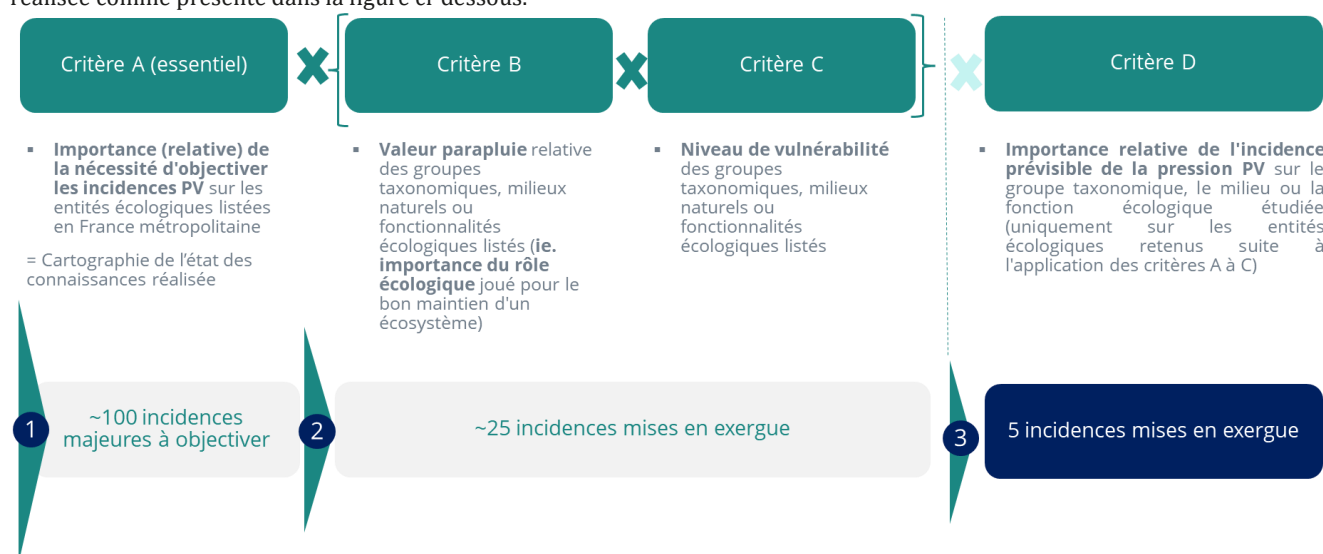 réalisée comme présenté dans la figure ci-dessous.
Critère A (essentiel)
Critère B
Critère C
Critère D
▪ Importance (relative) de
la nécessité d'objectiver
les incidences PV sur les
entités écologiques listées
en France métropolitaine
= Cartographie de l'état des
connaissances réalisée
▪ Valeur parapluie relative
des groupes
taxonomiques, milieux
naturels ou
fonctionnalités
écologiques listés (ie.
importance du rôle
écologique joué pour le
bon maintien d'un
écosystème)
▪ Niveau de vulnérabilité
des groupes
taxonomiques, milieux
naturels ou
fonctionnalités
écologiques listés
▪ Importance relative de l'incidence
prévisible de la pression PV sur le
groupe taxonomique, le milieu ou la
fonction écologique étudiée
(uniquement sur les entités
écologiques retenus suite à
l'application des critères A à C)
1
~100 incidences
majeures à objectiver
2
~25 incidences mises en exergue
3
5 incidences mises en exergue